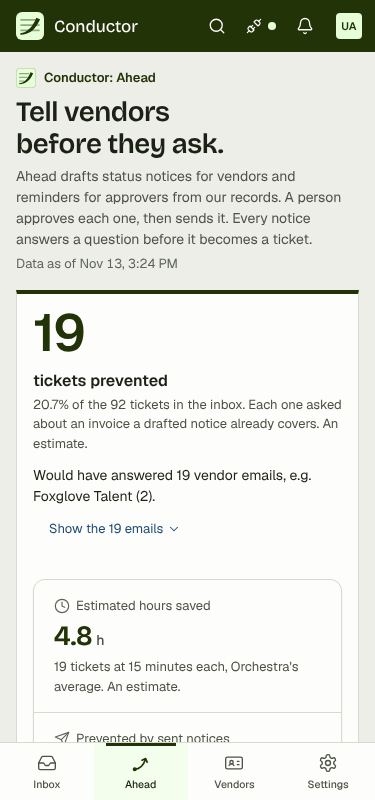 Conductor
UA
Conductor: Ahead
Tell vendors
before they ask.
Ahead drafts status notices for vendors and
reminders for approvers from our records. A person
approves each one, then sends it. Every notice
answers a question before it becomes a ticket.
Data as of Nov 13, 3:24 PM
19
tickets prevented
20.7% of the 92 tickets in the inbox. Each one asked
about an invoice a drafted notice already covers. An
estimate.
Would have answered 19 vendor emails, e.g.
Foxglove Talent (2).
Show the 19 emails
Estimated hours saved
4.8 h
19 tickets at 15 minutes each, Orchestra's
average. An estimate.
Prevented by sent notices
Inbox
Ahead
Vendors
Settings